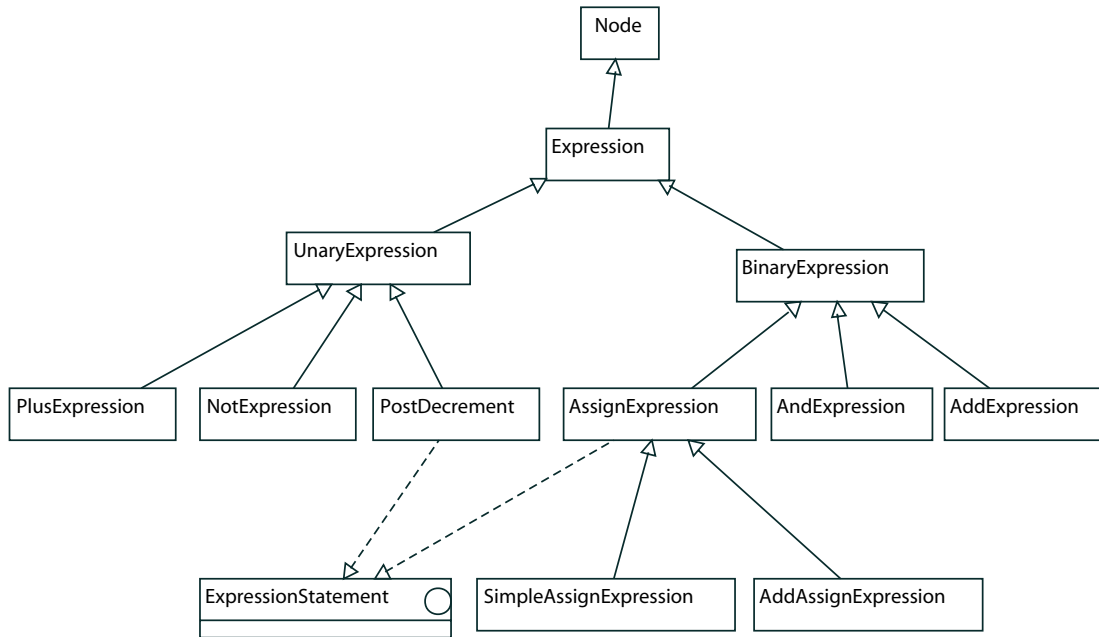 Node
Expression
UnaryExpression
BinaryExpression
PlusExpression
NotExpression
PostDecrement
AssignExpression
AndExpression
AddExpression
ExpressionStatement
SimpleAssignExpression
AddAssignExpression